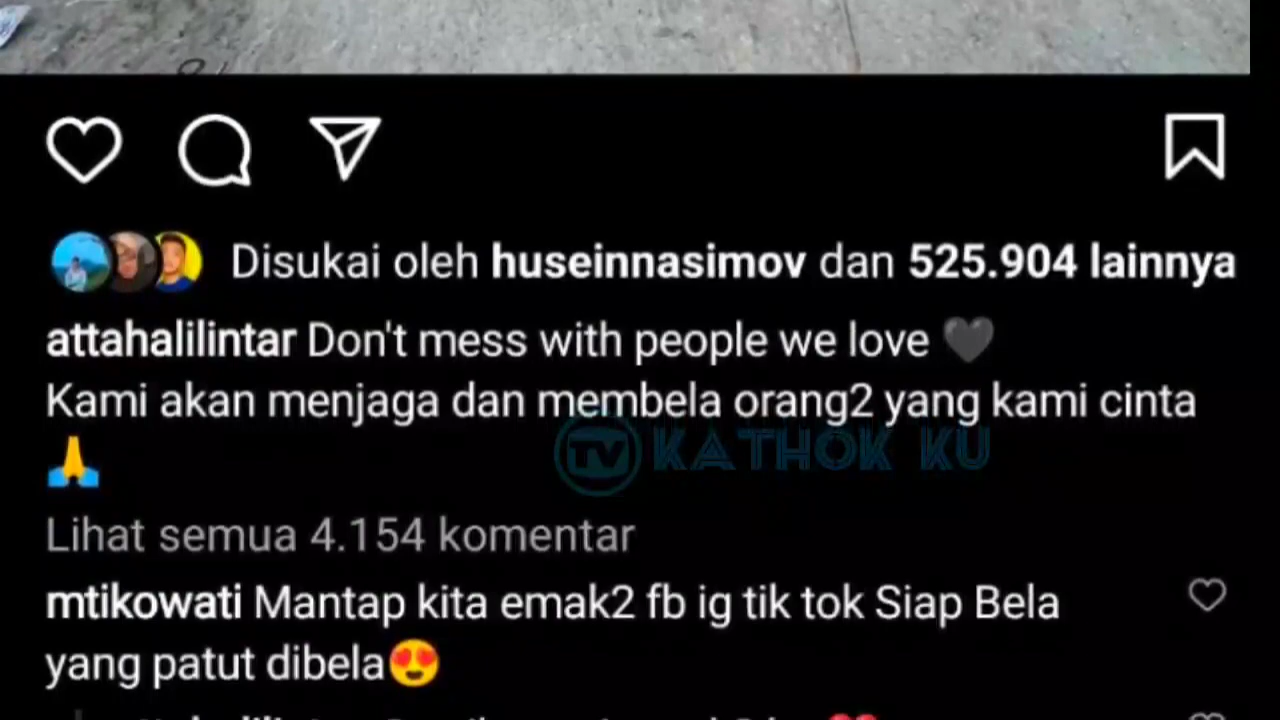 Disukai oleh huseinnasimov dan 525.904 lainnya
attahalilintar Don't mess with people we love 🖤
Kami akan menjaga dan membela orang2 yang kami cinta
🙏
TV KATHOK KU
Lihat semua 4.154 komentar
mtikowati Mantap kita emak2 fb ig tik tok Siap Bela
yang patut dibela😍